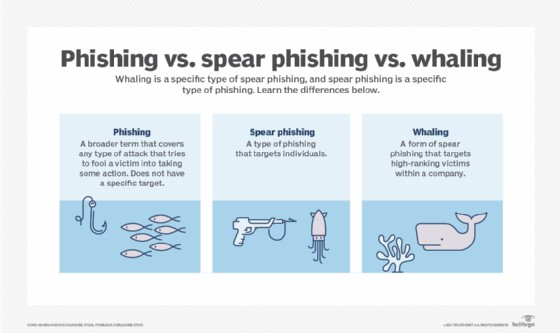 Phishing vs. spear phishing vs. whaling
Whaling is a specific type of spear phishing, and spear phishing is a specific
type of phishing. Learn the differences below.
Phishing
A broader term that covers
any type of attack that tries
to fool a victim into taking
some action. Does not have
a specific target.
Spear phishing
A type of phishing
that targets individuals.
Whaling
A form of spear
phishing that targets
high-ranking victims
within a company.
TechTarget